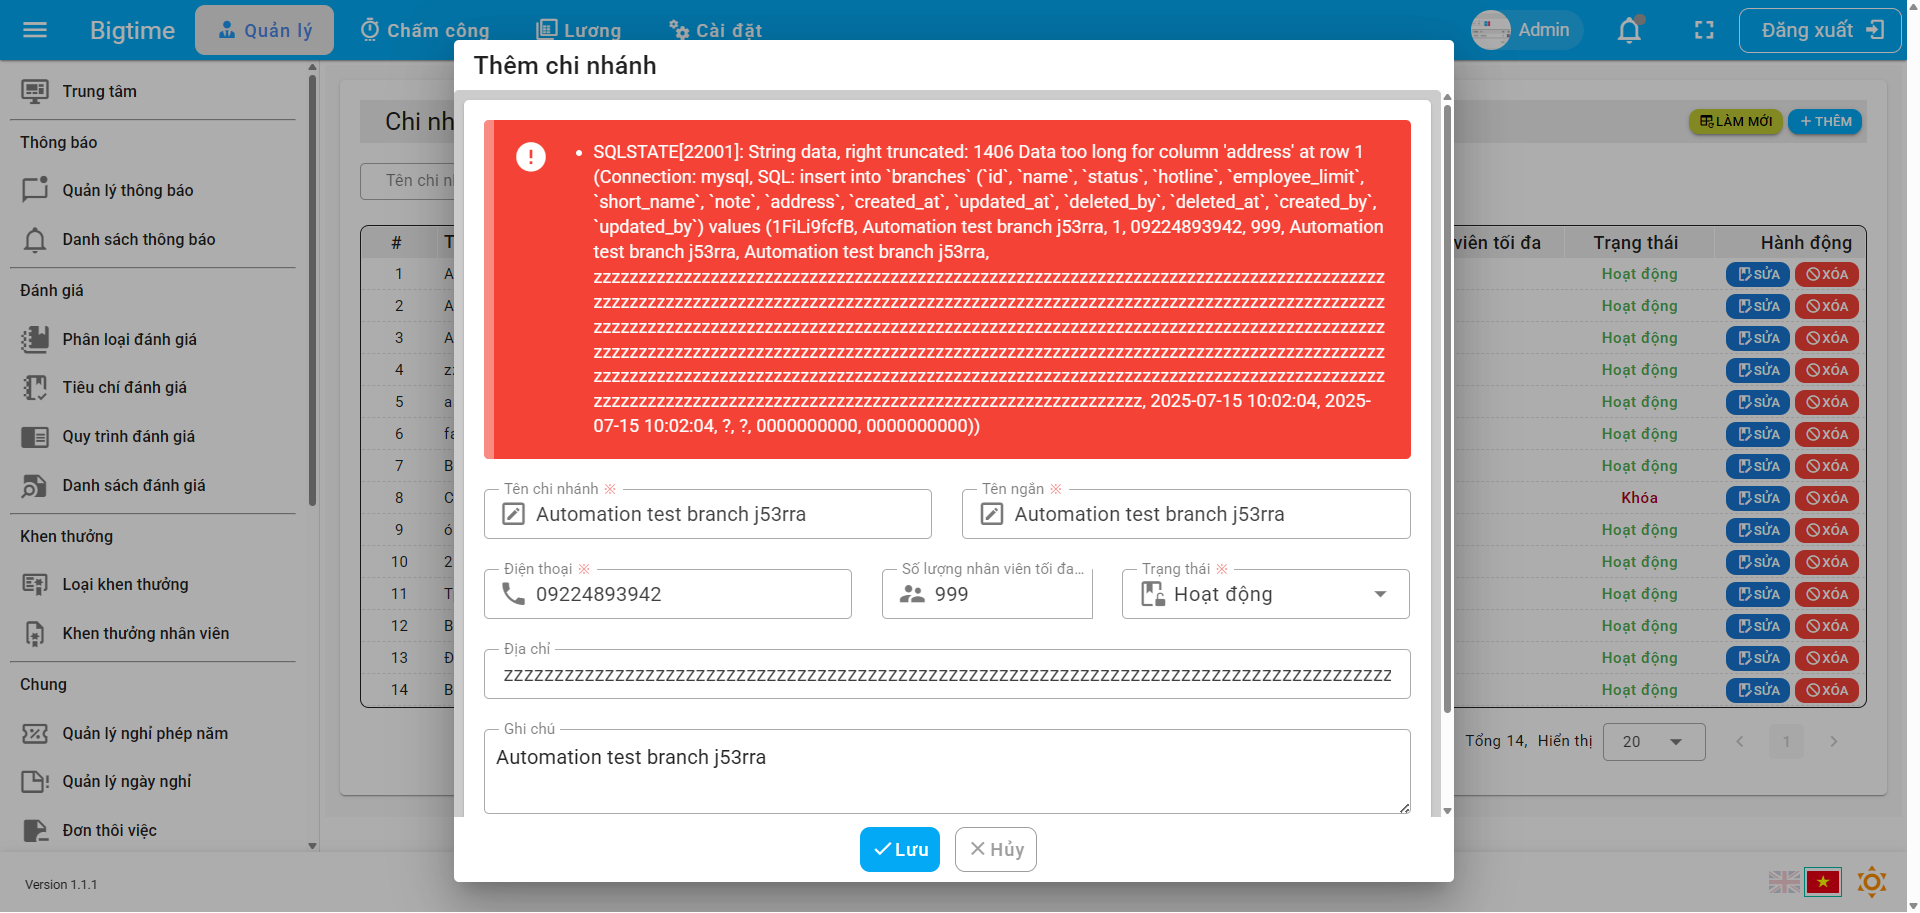 Bigtime
Quản lý
Chấm công
Lương
Cài đặt
Admin
Đăng xuất
Trung tâm
Thông báo
Quản lý thông báo
Danh sách thông báo
Đánh giá
Phân loại đánh giá
Tiêu chí đánh giá
Quy trình đánh giá
Danh sách đánh giá
Khen thưởng
Loại khen thưởng
Khen thưởng nhân viên
Chung
Quản lý nghỉ phép năm
Quản lý ngày nghỉ
Đơn thôi việc
Version 1.1.1
Chi nh
LÀM MỚI
+ THÊM
Tên chi n
# T viên tối đa Trạng thái Hành động
1 A Hoạt động SỬA XÓA
2 A Hoạt động SỬA XÓA
3 A Hoạt động SỬA XÓA
4 z Hoạt động SỬA XÓA
5 a Hoạt động SỬA XÓA
6 fa Hoạt động SỬA XÓA
7 B Hoạt động SỬA XÓA
8 C Khóa SỬA XÓA
9 ó Hoạt động SỬA XÓA
10 2 Hoạt động SỬA XÓA
11 T Hoạt động SỬA XÓA
12 B Hoạt động SỬA XÓA
13 Đ Hoạt động SỬA XÓA
14 B Hoạt động SỬA XÓA
Tổng 14, Hiển thị 20 1
Thêm chi nhánh
• SQLSTATE[22001]: String data, right truncated: 1406 Data too long for column 'address' at row 1
(Connection: mysql, SQL: insert into `branches` (`id`, `name`, `status`, `hotline`, `employee_limit`,
`short_name`, `note`, `address`, `created_at`, `updated_at`, `deleted_by`, `deleted_at`, `created_by`,
`updated_by`) values (1FiLi9fcfB, Automation test branch j53rra, 1, 09224893942, 999, Automation
test branch j53rra, Automation test branch j53rra,
zzzzzzzzzzzzzzzzzzzzzzzzzzzzzzzzzzzzzzzzzzzzzzzzzzzzzzzzzzzzzzzzzzzzzzzzzzzzzzzzzzzzzzzz
zzzzzzzzzzzzzzzzzzzzzzzzzzzzzzzzzzzzzzzzzzzzzzzzzzzzzzzzzzzzzzzzzzzzzzzzzzzzzzzzzzzzzzzz
zzzzzzzzzzzzzzzzzzzzzzzzzzzzzzzzzzzzzzzzzzzzzzzzzzzzzzzzzzzzzzzzzzzzzzzzzzzzzzzzzzzzzzzz
zzzzzzzzzzzzzzzzzzzzzzzzzzzzzzzzzzzzzzzzzzzzzzzzzzzzzzzzzzzzzzzzzzzzzzzzzzzzzzzzzzzzzzzz
zzzzzzzzzzzzzzzzzzzzzzzzzzzzzzzzzzzzzzzzzzzzzzzzzzzzzzzzzzzzzzzzzzzzzzzzzzzzzzzzzzzzzzzz
zzzzzzzzzzzzzzzzzzzzzzzzzzzzzzzzzzzzzzzzzzzzzzzzzzzzzzzzzzzzz, 2025-07-15 10:02:04, 2025-
07-15 10:02:04, ?, ?, 0000000000, 0000000000))
Tên chi nhánh ※
Automation test branch j53rra
Tên ngắn ※
Automation test branch j53rra
Điện thoại ※
09224893942
Số lượng nhân viên tối đa...
999
Trạng thái ※
Hoạt động
Địa chỉ
zzzzzzzzzzzzzzzzzzzzzzzzzzzzzzzzzzzzzzzzzzzzzzzzzzzzzzzzzzzzzzzzzzzzzzzzzzzzzzzzzzzzzzzz
Ghi chú
Automation test branch j53rra
Lưu
Hủy